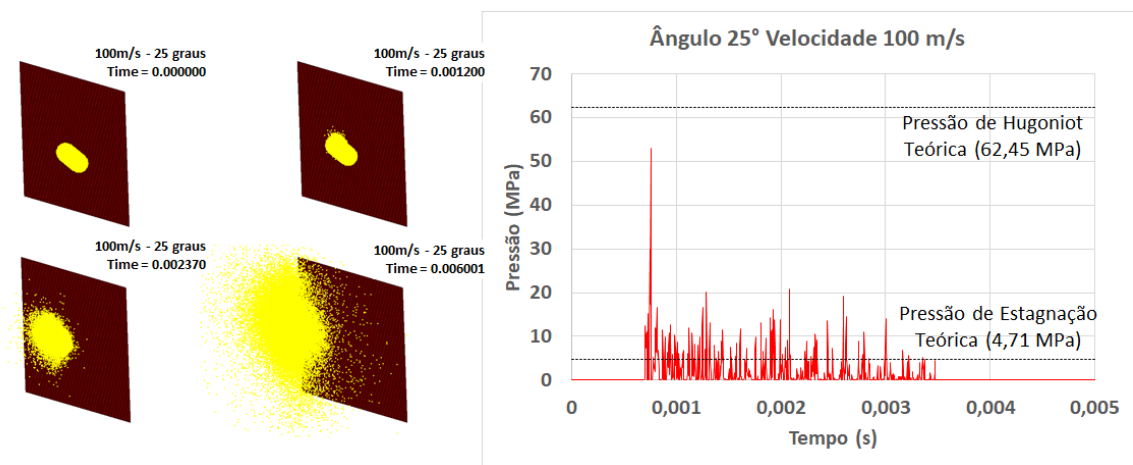 100m/s - 25 graus
Time = 0.000000
100m/s - 25 graus
Time = 0.001200
100m/s - 25 graus
Time = 0.002370
100m/s - 25 graus
Time = 0.006001
Ângulo 25° Velocidade 100 m/s
Pressão (MPa)
70
60
50
40
30
20
10
0
Pressão de Hugoniot
Teórica (62,45 MPa)
Pressão de Estagnação
Teórica (4,71 MPa)
0
0,001
0,002
0,003
0,004
0,005
Tempo (s)